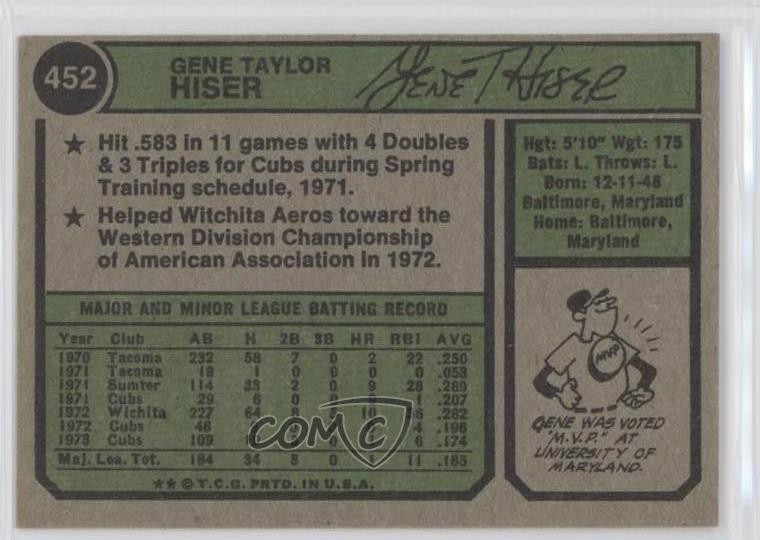 452
GENE TAYLOR
HISER
Gene T Hiser
★ Hit .583 in 11 games with 4 Doubles
& 3 Triples for Cubs during Spring
Training schedule, 1971.
★ Helped Witchita Aeros toward the
Western Division Championship
of American Association in 1972.
Hgt: 5'10" Wgt: 175
Bats: L. Throws: L.
Born: 12-11-48
Baltimore, Maryland
Home: Baltimore,
Maryland
MAJOR AND MINOR LEAGUE BATTING RECORD
Year Club AB H 2B 3B HR RBI AVG
1970 Tacoma 232 58 7 0 2 22 .250
1971 Tacoma 19 1 0 0 0 0 .053
1971 Sumter 114 33 2 0 9 28 .289
1971 Cubs 29 6 0 0 1 .207
1972 Wichita 227 64 8 10 .282
1972 Cubs 46 4 .196
1973 Cubs 109 6 .174
Maj. Lea. Tot. 184 34 8 0 1 11 .185
★★ © T.C.G. PRTD. IN U.S.A.
COMC
MVP
GENE WAS VOTED
"M.V.P." AT
UNIVERSITY OF
MARYLAND.